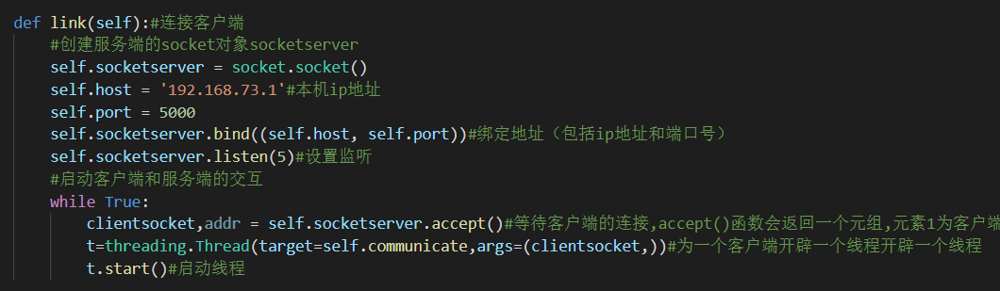 def link(self):#连接客户端
#创建服务端的socket对象socketserver
self.socketserver = socket.socket()
self.host = '192.168.73.1'#本机ip地址
self.port = 5000
self.socketserver.bind((self.host, self.port))#绑定地址（包括ip地址和端口号）
self.socketserver.listen(5)#设置监听
#启动客户端和服务端的交互
while True:
clientsocket,addr = self.socketserver.accept()#等待客户端的连接,accept()函数会返回一个元组,元素1为客户端
t=threading.Thread(target=self.communicate,args=(clientsocket,))#为一个客户端开辟一个线程开辟一个线程
t.start()#启动线程